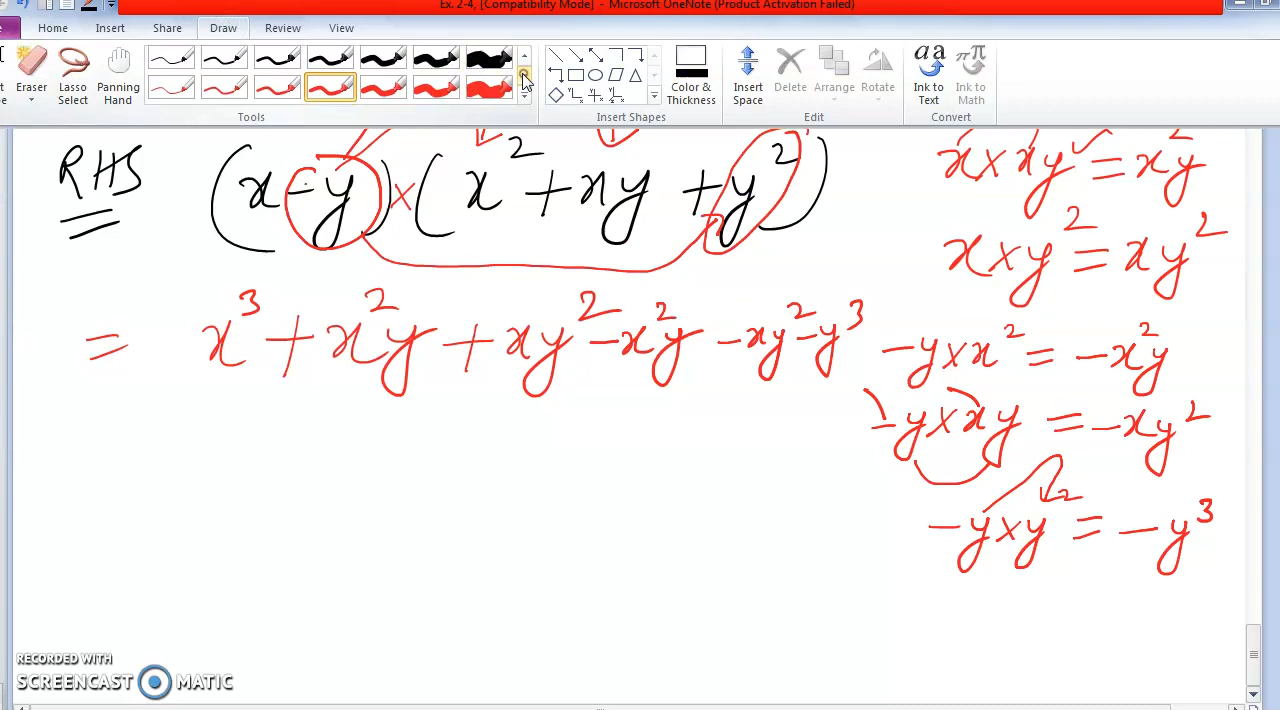 Ex. 2-4, [Compatibility Mode] - Microsoft OneNote (Product Activation Failed)
Home Insert Share Draw Review View
Eraser Lasso Select Panning Hand Color & Thickness Insert Space Delete Arrange Rotate Ink to Text Ink to Math
Tools Insert Shapes Edit Convert
RHS (x - y) × (x² + xy + y²)
= x³ + x²y + xy² - x²y - xy² - y³
x × xy = x²y
x × y² = xy²
-y × x² = -x²y
-y × xy = -xy²
-y × y² = -y³
RECORDED WITH
SCREENCAST MATIC